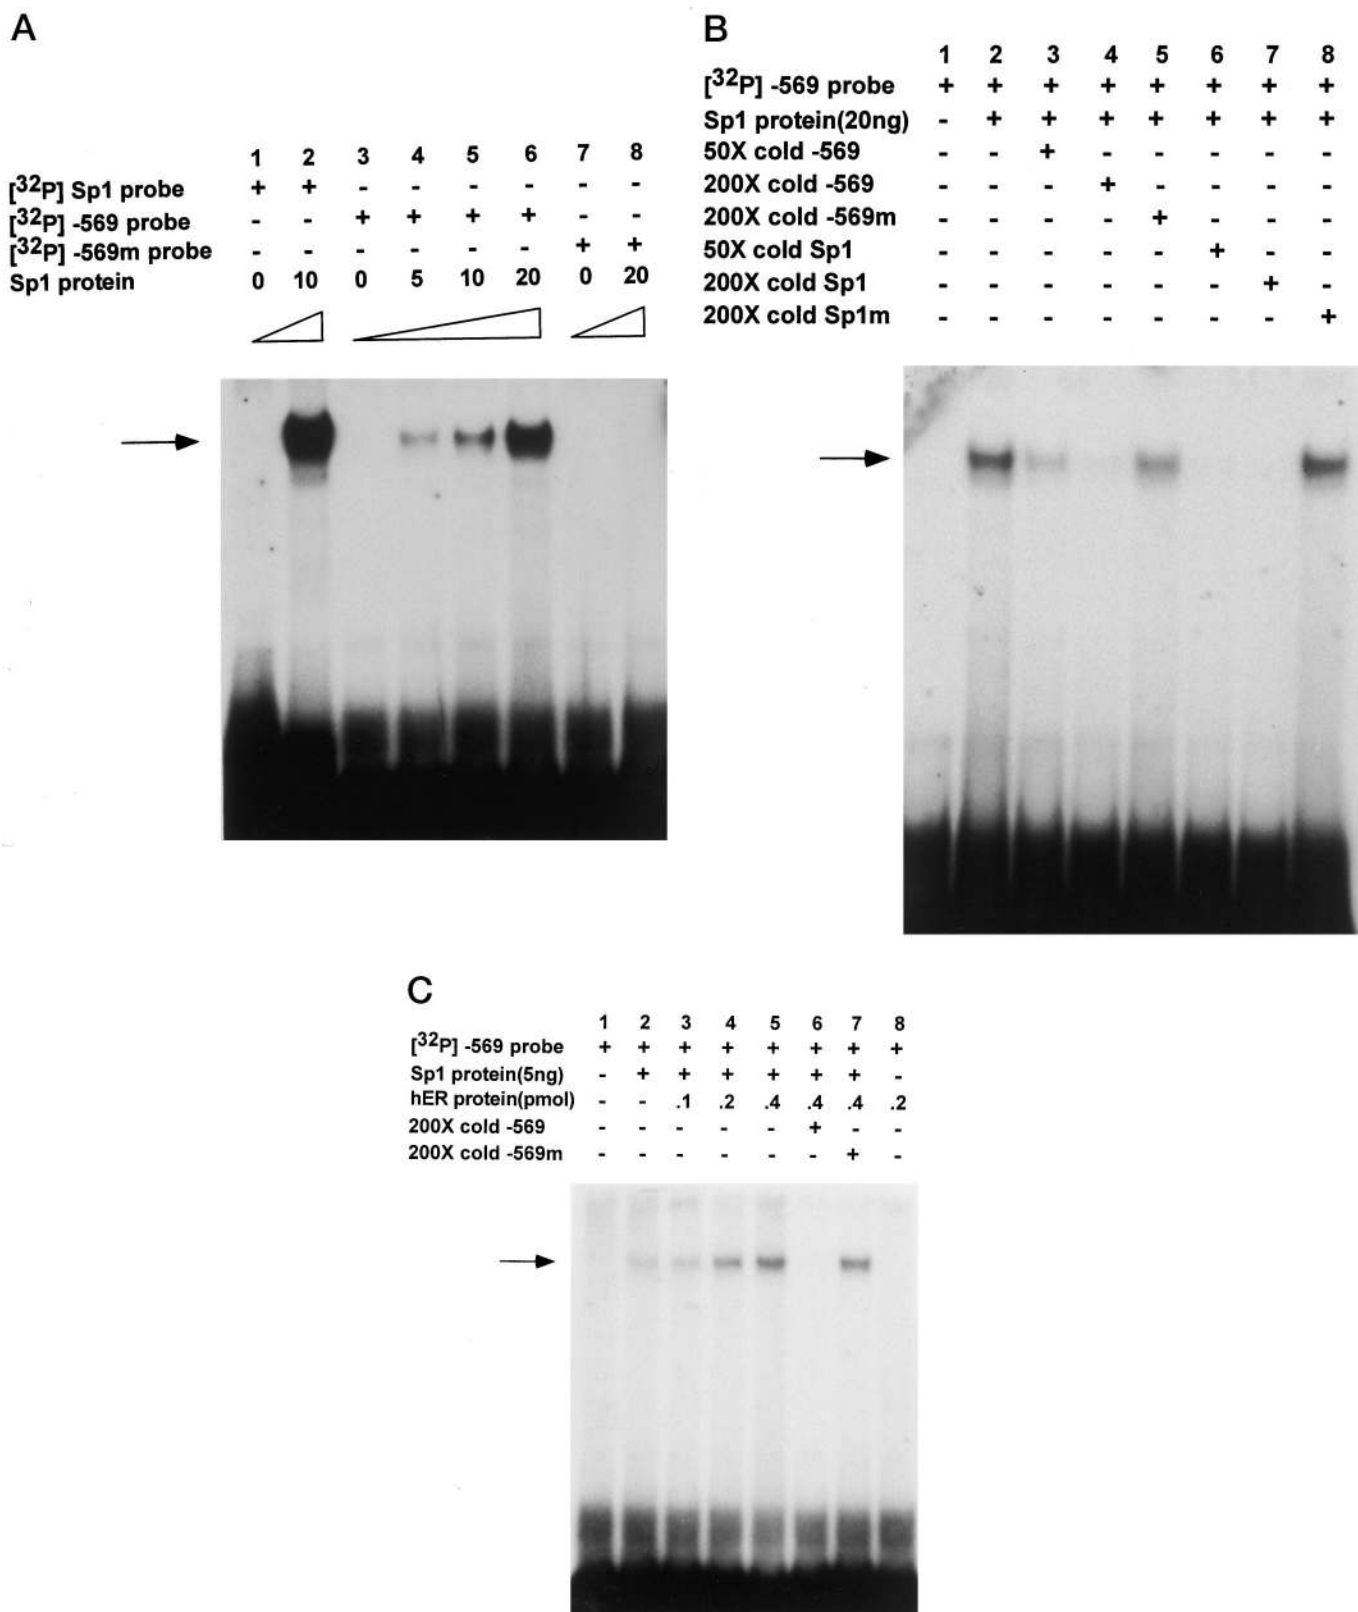 A
1 2 3 4 5 6 7 8
[32P] Sp1 probe + + - - - - - -
[32P] -569 probe - - + + + + - -
[32P] -569m probe - - - - - - + +
Sp1 protein 0 10 0 5 10 20 0 20
B
1 2 3 4 5 6 7 8
[32P] -569 probe + + + + + + + +
Sp1 protein(20ng) - + + + + + + +
50X cold -569 - - + - - - - -
200X cold -569 - - - + - - - -
200X cold -569m - - - - + - - -
50X cold Sp1 - - - - - + - -
200X cold Sp1 - - - - - - + -
200X cold Sp1m - - - - - - - +
C
1 2 3 4 5 6 7 8
[32P] -569 probe + + + + + + + +
Sp1 protein(5ng) - + + + + + + -
hER protein(pmol) - - .1 .2 .4 .4 .4 .2
200X cold -569 - - - - - + - -
200X cold -569m - - - - - - + -